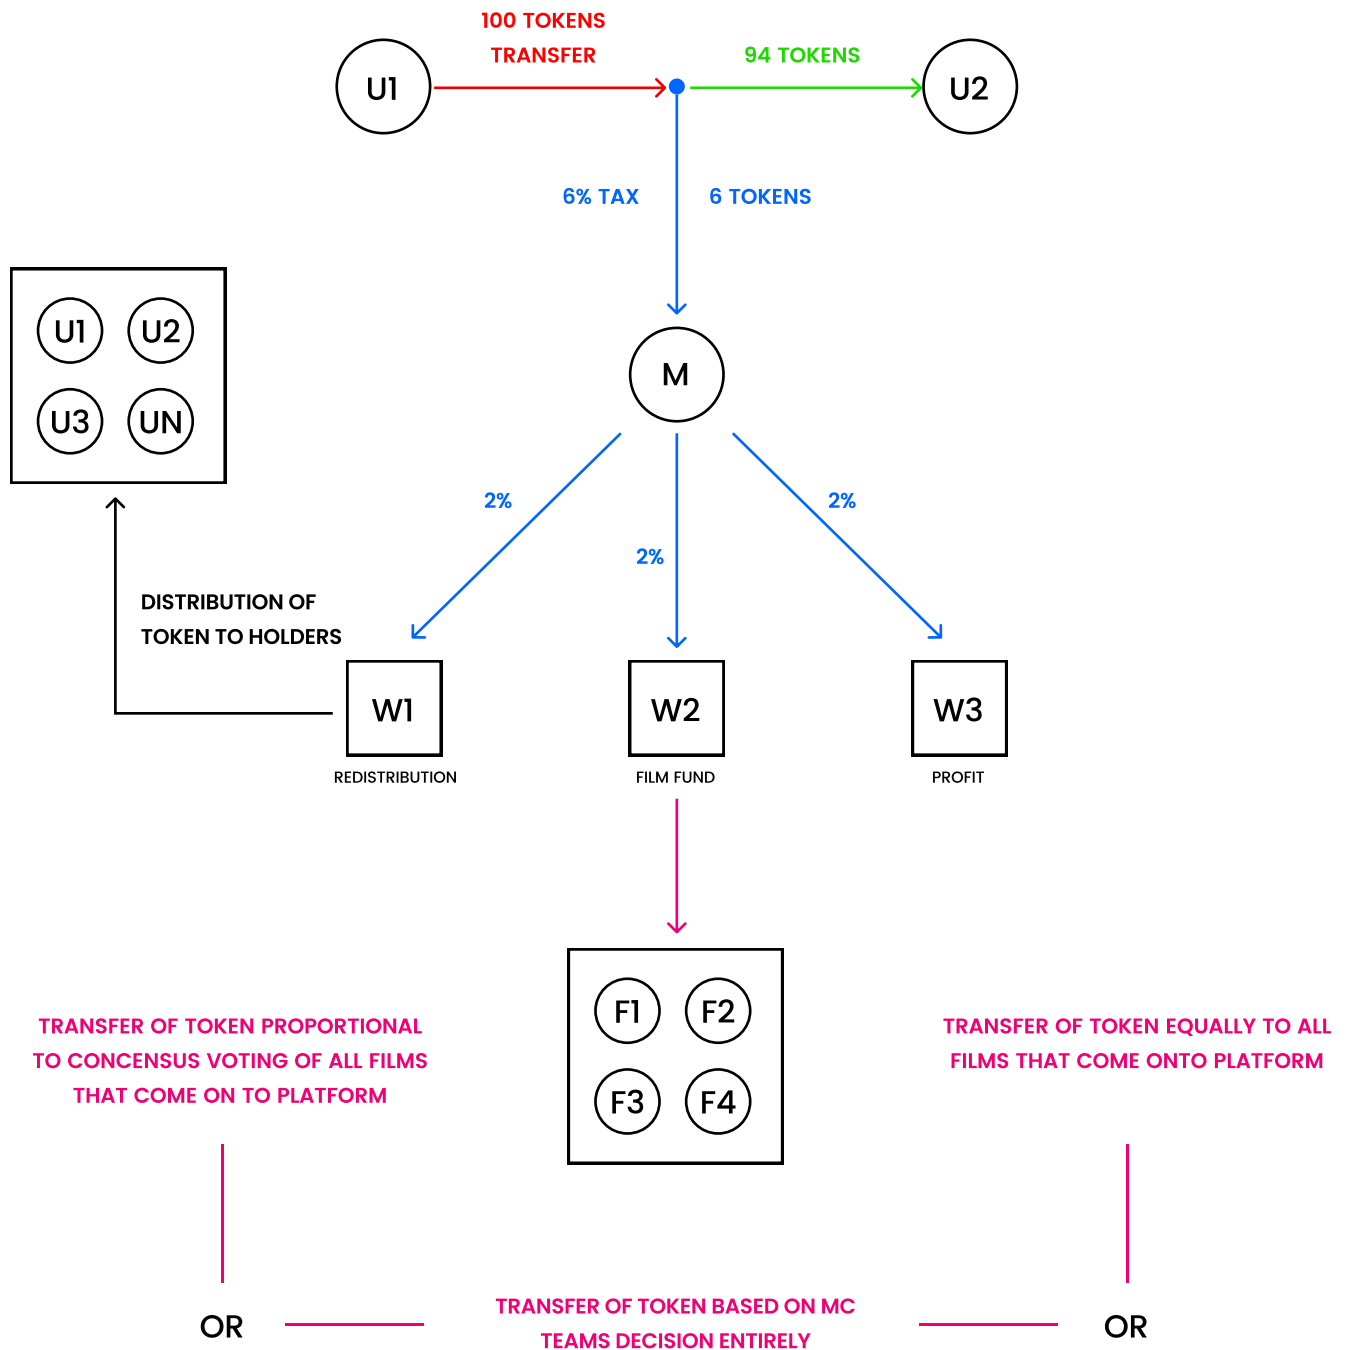 100 TOKENS
TRANSFER
94 TOKENS
U1
U2
6% TAX
6 TOKENS
U1
U2
U3
UN
M
2%
2%
2%
DISTRIBUTION OF
TOKEN TO HOLDERS
W1
W2
W3
REDISTRIBUTION
FILM FUND
PROFIT
F1
F2
F3
F4
TRANSFER OF TOKEN PROPORTIONAL
TO CONCENSUS VOTING OF ALL FILMS
THAT COME ON TO PLATFORM
TRANSFER OF TOKEN EQUALLY TO ALL
FILMS THAT COME ONTO PLATFORM
OR
TRANSFER OF TOKEN BASED ON MC
TEAMS DECISION ENTIRELY
OR